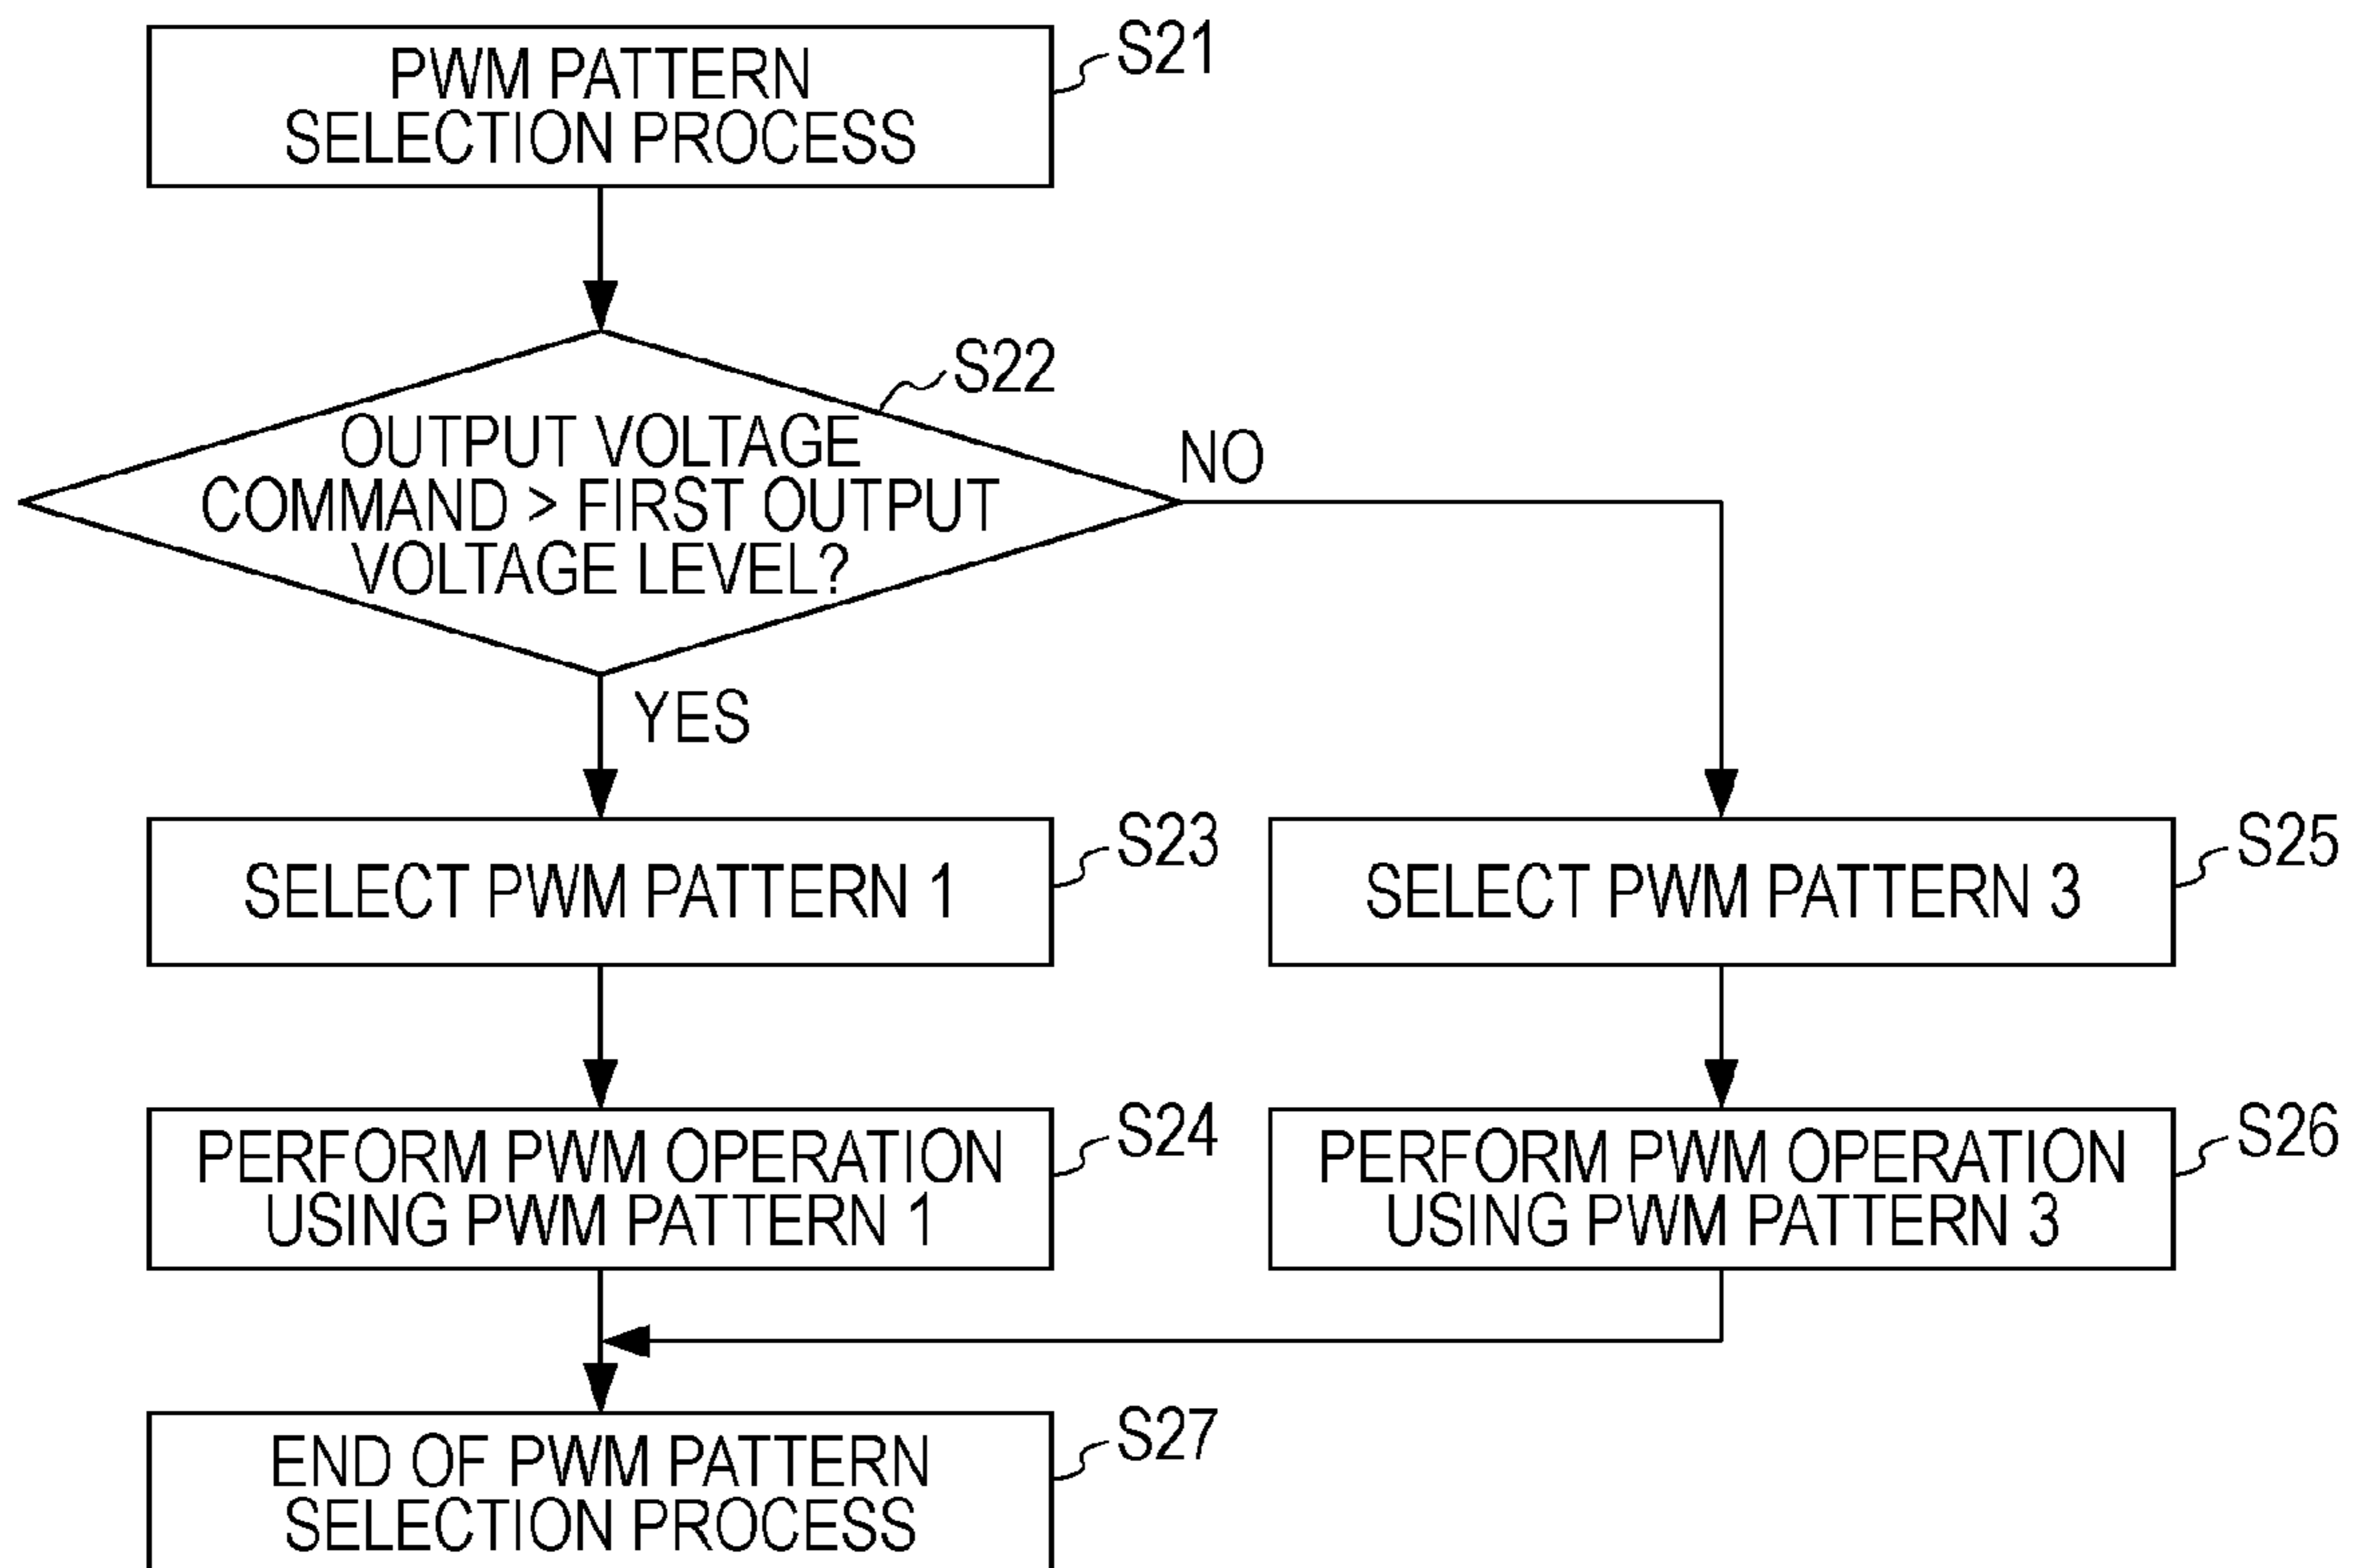 PWM PATTERN
SELECTION PROCESS
S21
S22
OUTPUT VOLTAGE
COMMAND > FIRST OUTPUT
VOLTAGE LEVEL?
NO
YES
SELECT PWM PATTERN 1
S23
SELECT PWM PATTERN 3
S25
PERFORM PWM OPERATION
USING PWM PATTERN 1
S24
PERFORM PWM OPERATION
USING PWM PATTERN 3
S26
END OF PWM PATTERN
SELECTION PROCESS
S27